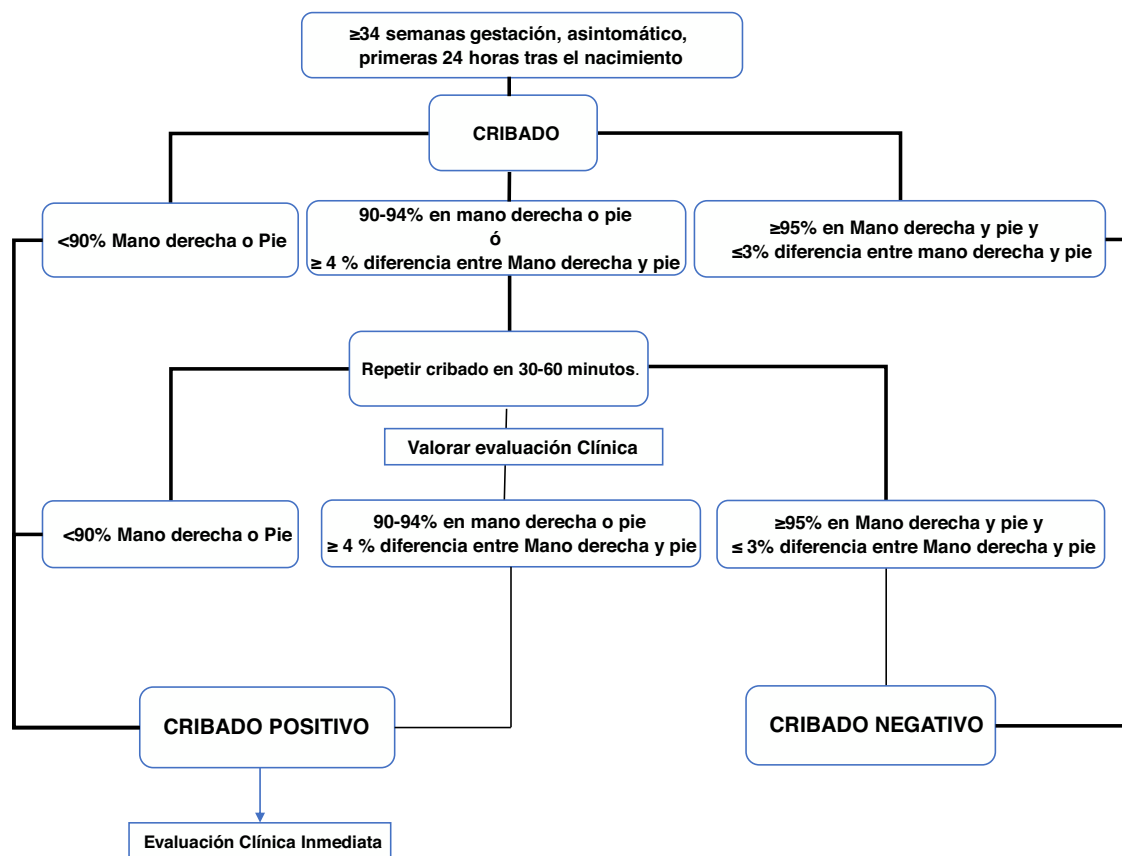 ≥34 semanas gestación, asintomático,
primeras 24 horas tras el nacimiento
CRIBADO
<90% Mano derecha o Pie
90-94% en mano derecha o pie
ó
≥ 4 % diferencia entre Mano derecha y pie
≥95% en Mano derecha y pie y
≤3% diferencia entre mano derecha y pie
Repetir cribado en 30-60 minutos.
Valorar evaluación Clínica
<90% Mano derecha o Pie
90-94% en mano derecha o pie
≥ 4 % diferencia entre Mano derecha y pie
≥95% en Mano derecha y pie y
≤ 3% diferencia entre Mano derecha y pie
CRIBADO POSITIVO
CRIBADO NEGATIVO
Evaluación Clínica Inmediata